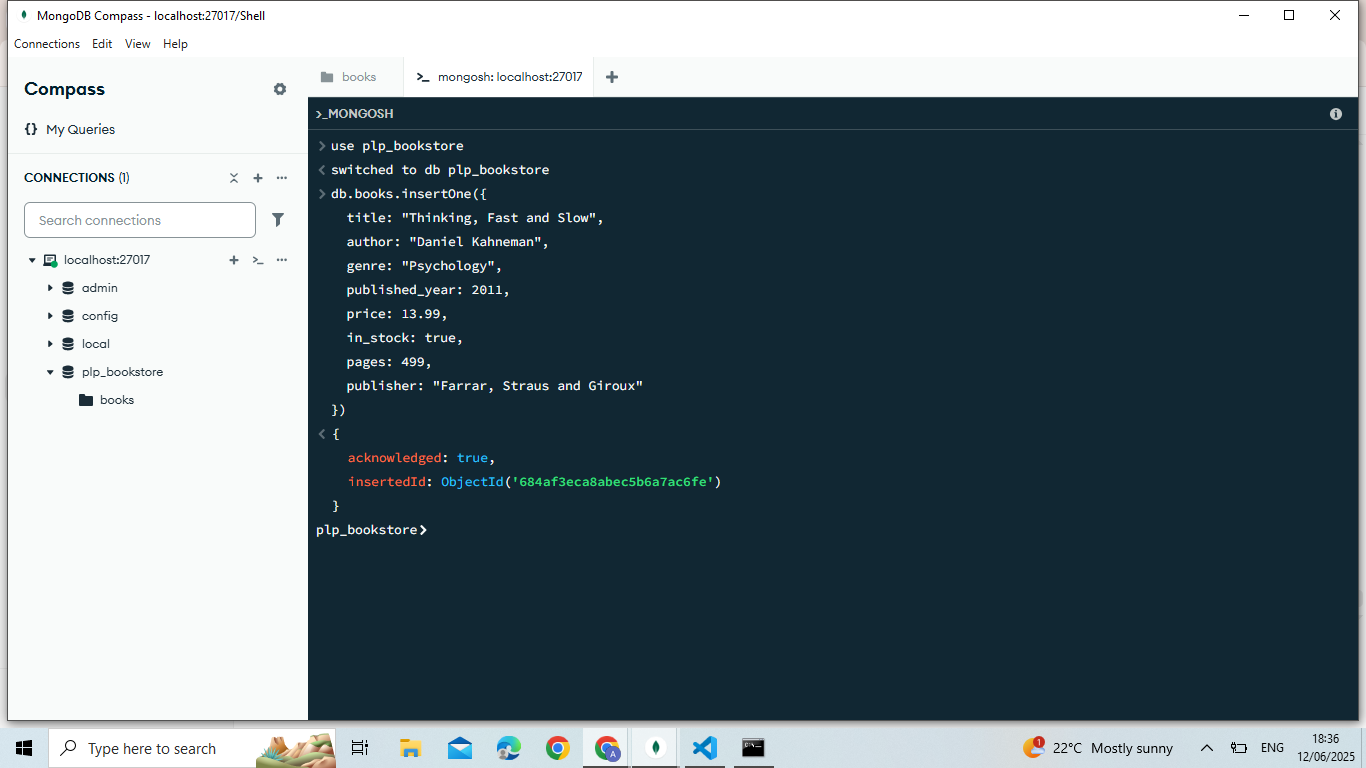 MongoDB Compass - localhost:27017/Shell
Connections Edit View Help
Compass
My Queries
CONNECTIONS (1)
Search connections
localhost:27017
admin
config
local
plp_bookstore
books
books
mongosh: localhost:27017
>_MONGOSH
use plp_bookstore
switched to db plp_bookstore
db.books.insertOne({
title: "Thinking, Fast and Slow",
author: "Daniel Kahneman",
genre: "Psychology",
published_year: 2011,
price: 13.99,
in_stock: true,
pages: 499,
publisher: "Farrar, Straus and Giroux"
})
{
acknowledged: true,
insertedId: ObjectId('684af3eca8abec5b6a7ac6fe')
}
plp_bookstore>
Type here to search
1
22°C Mostly sunny
ENG
18:36
12/06/2025